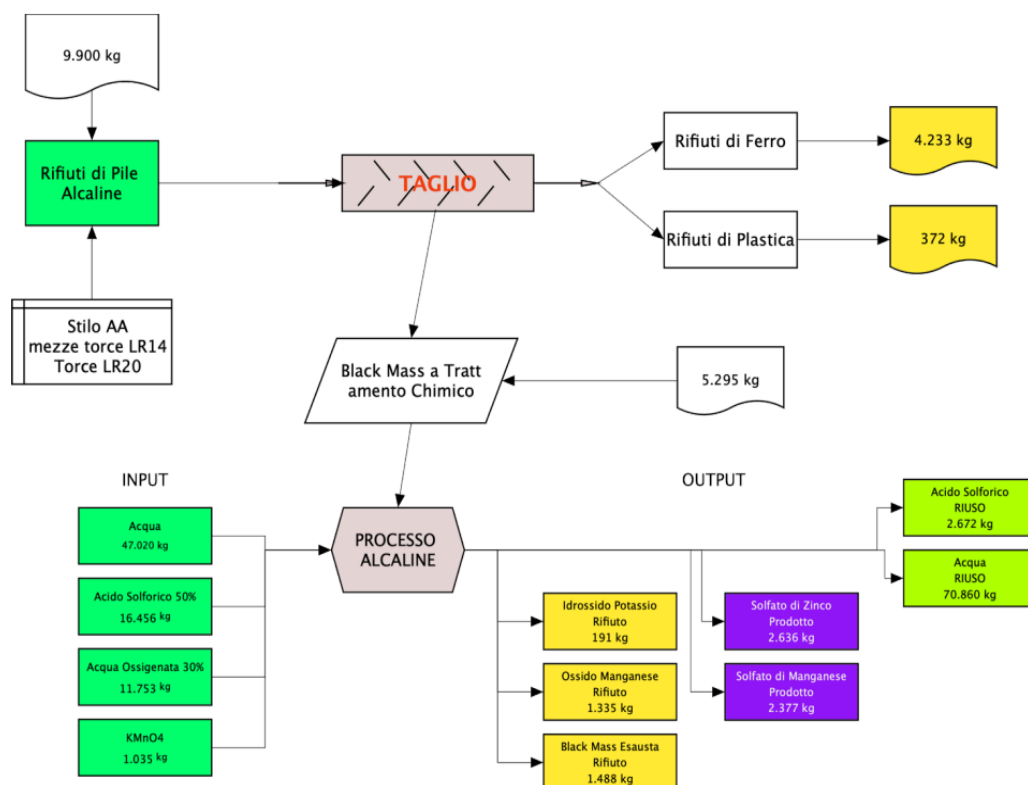 9.900 kg
Rifiuti di Pile
Alcaline
Stilo AA
mezze torce LR14
Torce LR20
TAGLIO
Rifiuti di Ferro
4.233 kg
Rifiuti di Plastica
372 kg
Black Mass a Tratt
amento Chimico
5.295 kg
INPUT
OUTPUT
Acqua
47.020 kg
Acido Solforico 50%
16.456 kg
Acqua Ossigenata 30%
11.753 kg
KMnO4
1.035 kg
PROCESSO
ALCALINE
Idrossido Potassio
Rifiuto
191 kg
Ossido Manganese
Rifiuto
1.335 kg
Black Mass Esausta
Rifiuto
1.488 kg
Solfato di Zinco
Prodotto
2.636 kg
Solfato di Manganese
Prodotto
2.377 kg
Acido Solforico
RIUSO
2.672 kg
Acqua
RIUSO
70.860 kg